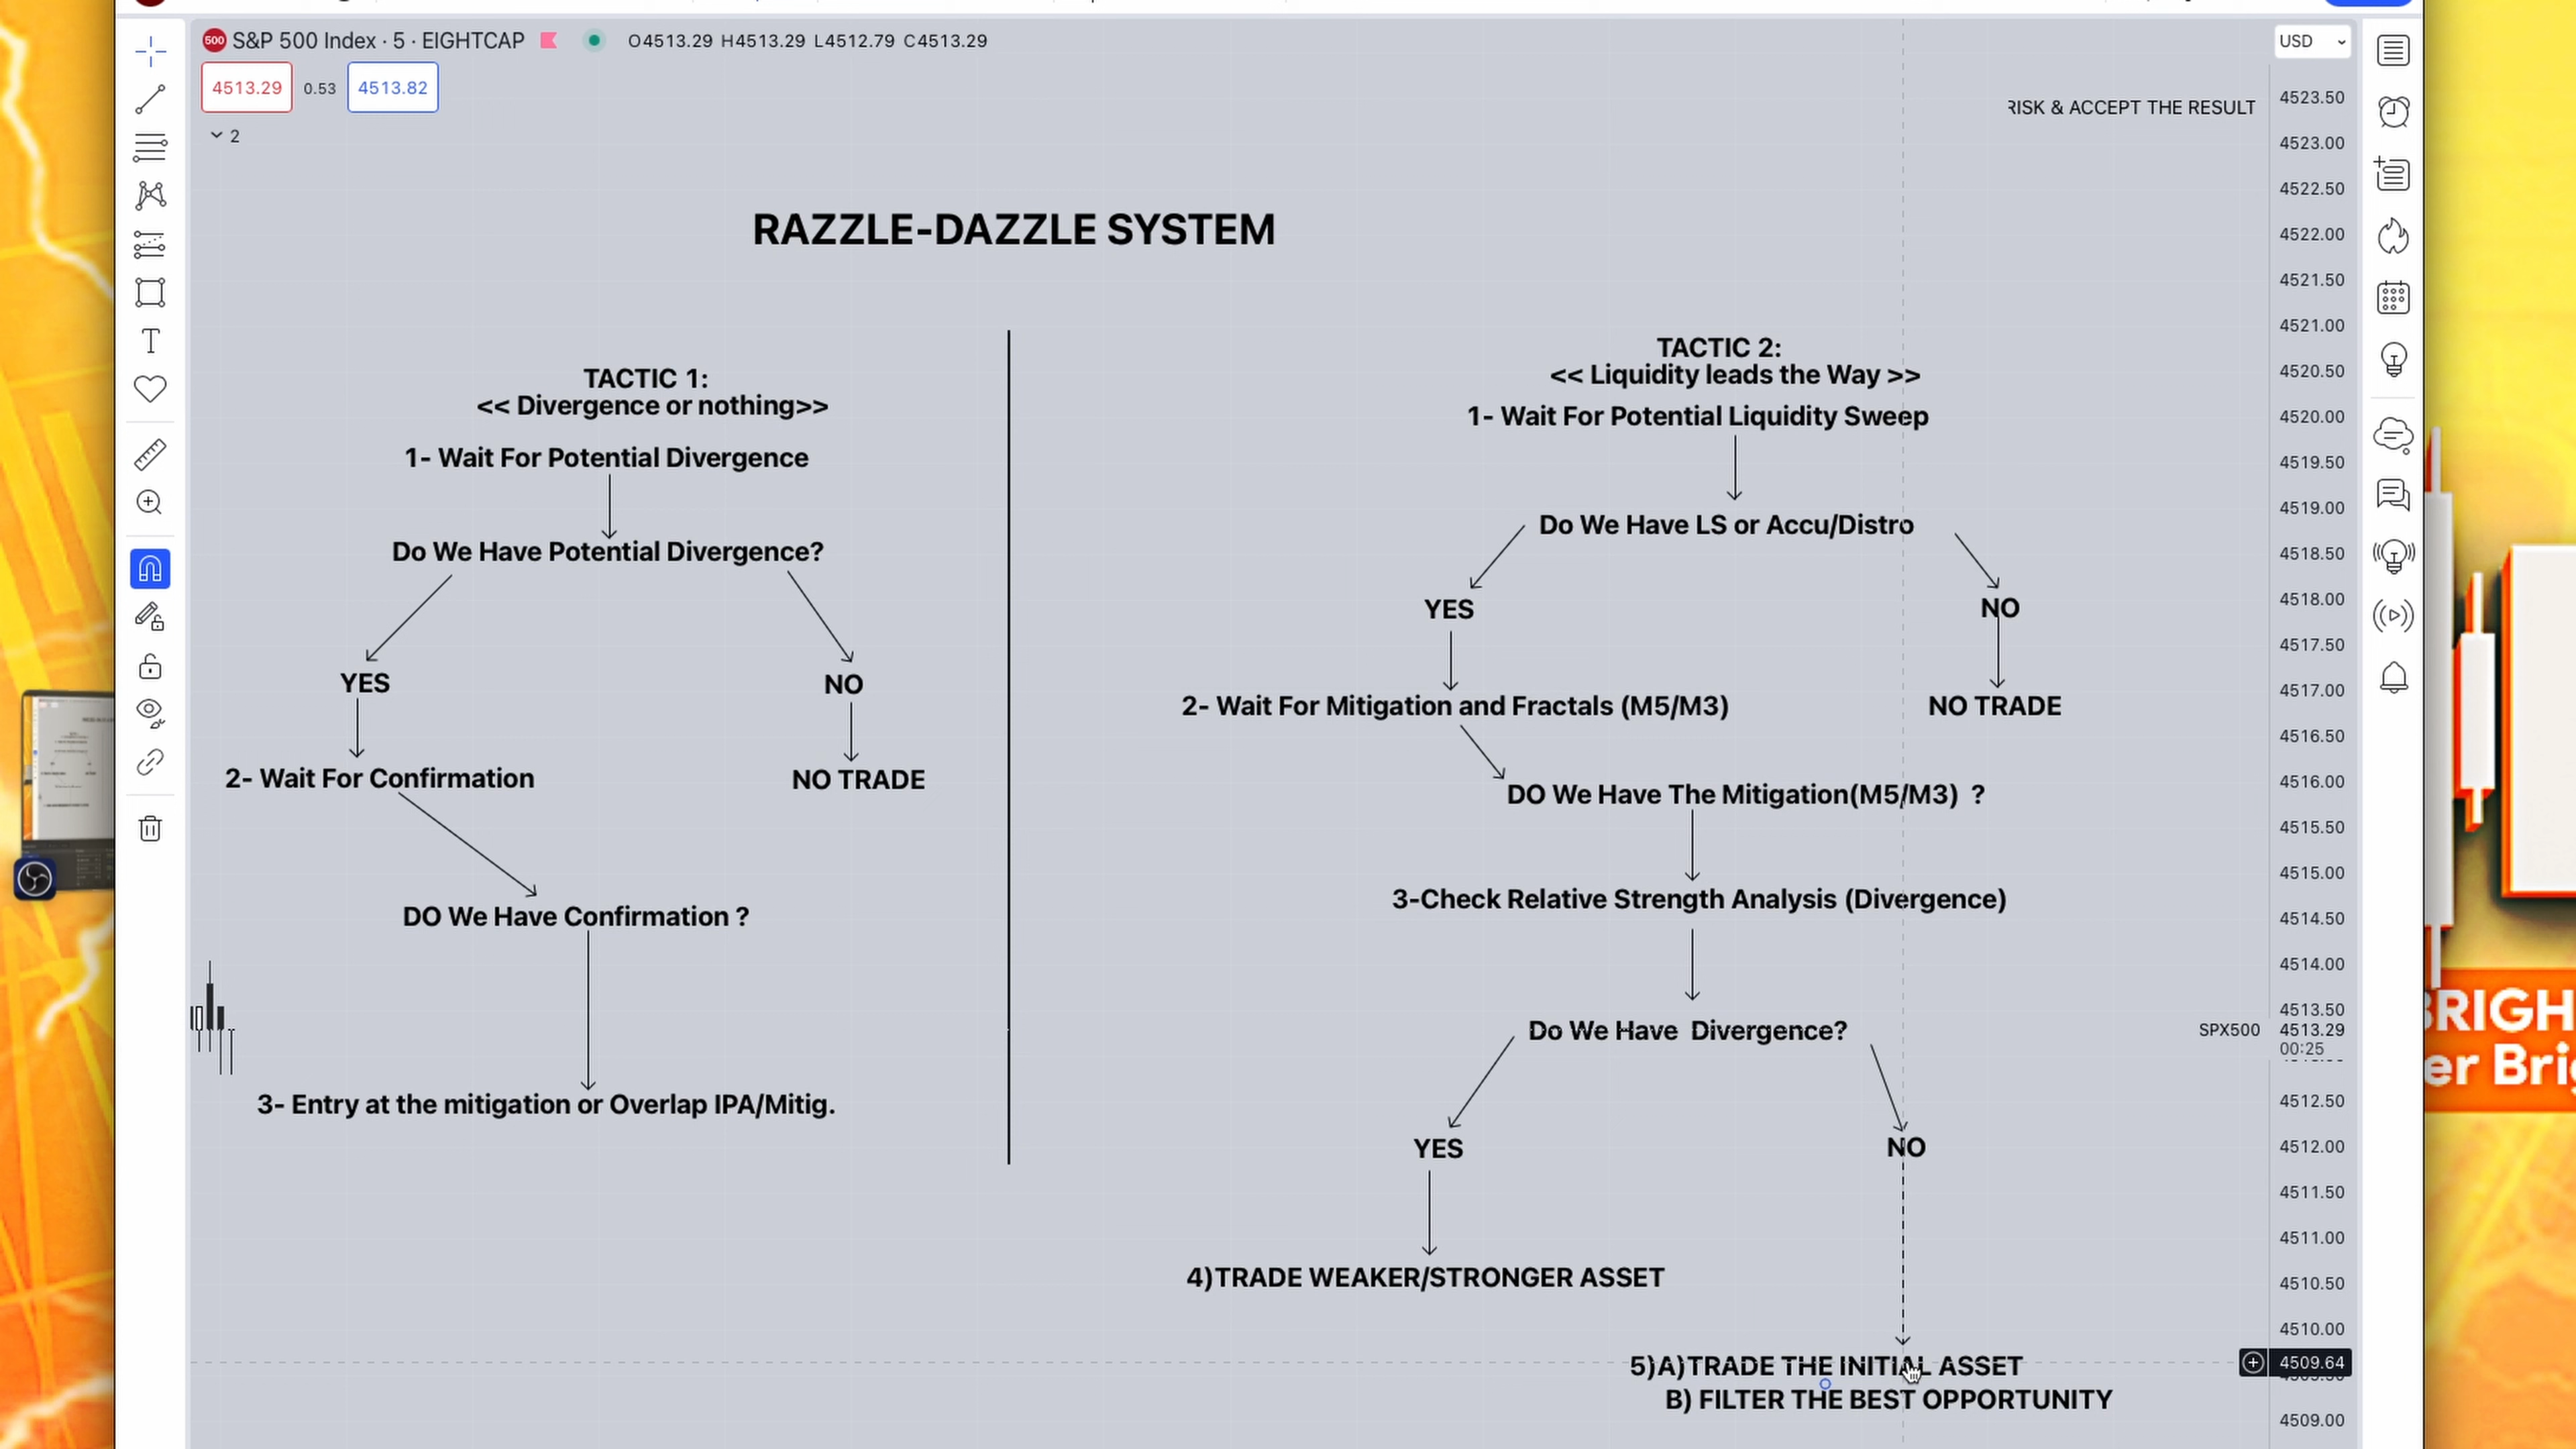 S&P 500 Index · 5 · EIGHTCAP O4513.29 H4513.29 L4512.79 C4513.29
USD
4513.29 0.53 4513.82
2
RISK & ACCEPT THE RESULT
RAZZLE-DAZZLE SYSTEM
TACTIC 1:
<< Divergence or nothing>>
1- Wait For Potential Divergence
Do We Have Potential Divergence?
YES
NO
2- Wait For Confirmation
NO TRADE
DO We Have Confirmation ?
3- Entry at the mitigation or Overlap IPA/Mitig.
TACTIC 2:
<< Liquidity leads the Way >>
1- Wait For Potential Liquidity Sweep
Do We Have LS or Accu/Distro
YES
NO
2- Wait For Mitigation and Fractals (M5/M3)
NO TRADE
DO We Have The Mitigation(M5/M3) ?
3-Check Relative Strength Analysis (Divergence)
Do We Have Divergence?
YES
NO
4)TRADE WEAKER/STRONGER ASSET
5)A)TRADE THE INITIAL ASSET
B) FILTER THE BEST OPPORTUNITY
4523.50
4523.00
4522.50
4522.00
4521.50
4521.00
4520.50
4520.00
4519.50
4519.00
4518.50
4518.00
4517.50
4517.00
4516.50
4516.00
4515.50
4515.00
4514.50
4514.00
4513.50
SPX500 4513.29
00:25
4512.50
4512.00
4511.50
4511.00
4510.50
4510.00
4509.64
4509.00
500